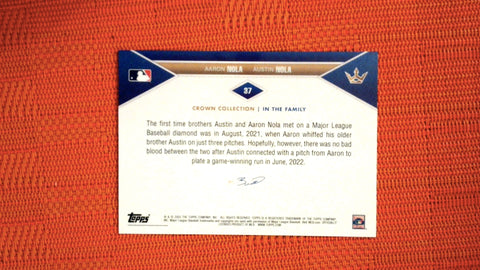 AARON NOLA AUSTIN NOLA
37
CROWN COLLECTION | IN THE FAMILY
The first time brothers Austin and Aaron Nola met on a Major League
Baseball diamond was in August, 2021, when Aaron whiffed his older
brother Austin on just three pitches. Hopefully, however, there was no bad
blood between the two after Austin connected with a pitch from Aaron to
plate a game-winning run in June, 2022.
Topps